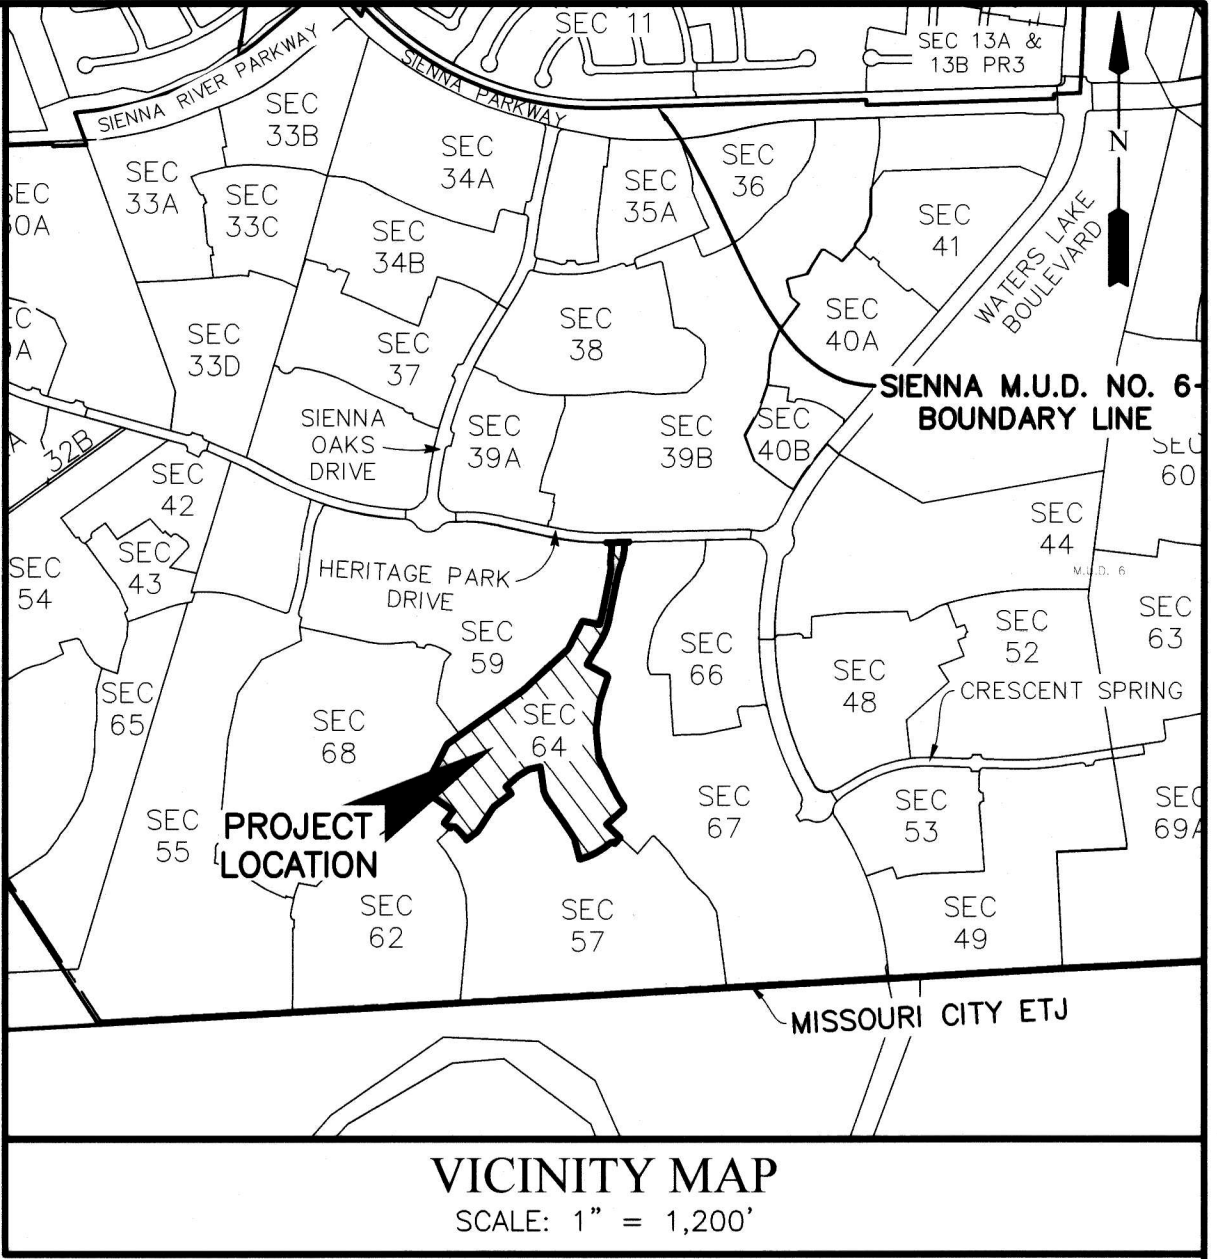 SEC 11
SEC 13A &
13B PR3
SIENNA RIVER PARKWAY
SIENNA PARKWAY
N
SEC
33B
SEC
34A
SEC
36
SEC
33A
SEC
33C
SEC
35A
SEC
41
WATERS LAKE
BOULEVARD
SEC
34B
SEC
33D
SEC
37
SEC
38
SEC
40A
SIENNA M.U.D. NO. 6
BOUNDARY LINE
SIENNA
OAKS
DRIVE
SEC
39A
SEC
39B
SEC
40B
SEC
60
32B
SEC
42
SEC
43
SEC
54
SEC
44
M.U.D. 6
HERITAGE PARK
DRIVE
SEC
59
SEC
66
SEC
52
SEC
63
SEC
48
CRESCENT SPRING
SEC
65
SEC
68
SEC
64
SEC
55
PROJECT
LOCATION
SEC
67
SEC
53
SEC
69A
SEC
62
SEC
57
SEC
49
MISSOURI CITY ETJ
VICINITY MAP
SCALE: 1" = 1,200'